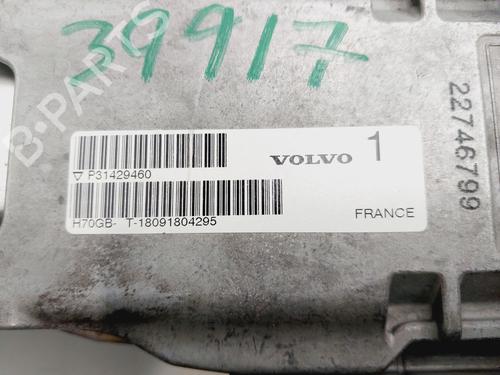 39917
B-PARTS
P31429460
VOLVO 1
H70GB- T-18091804295
FRANCE
22746799